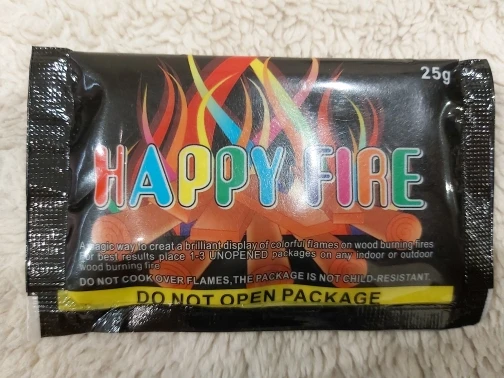 25g
HAPPY FIRE
A magic way to creat a brilliant display of colorful flames on wood burning fires
For best results place 1-3 UNOPENED packages on any indoor or outdoor
wood burning fire
DO NOT COOK OVER FLAMES,THE PACKAGE IS NOT CHILD-RESISTANT.
DO NOT OPEN PACKAGE